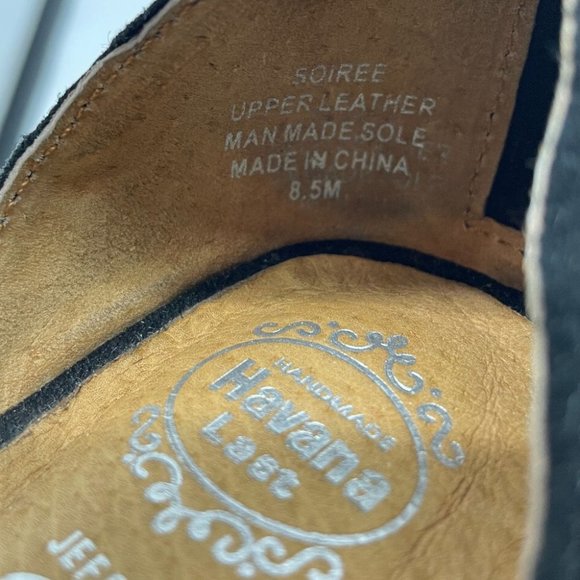 SOIREE
UPPER LEATHER
MAN MADE SOLE
MADE IN CHINA
8.5M
HANDMADE
Havana
Last